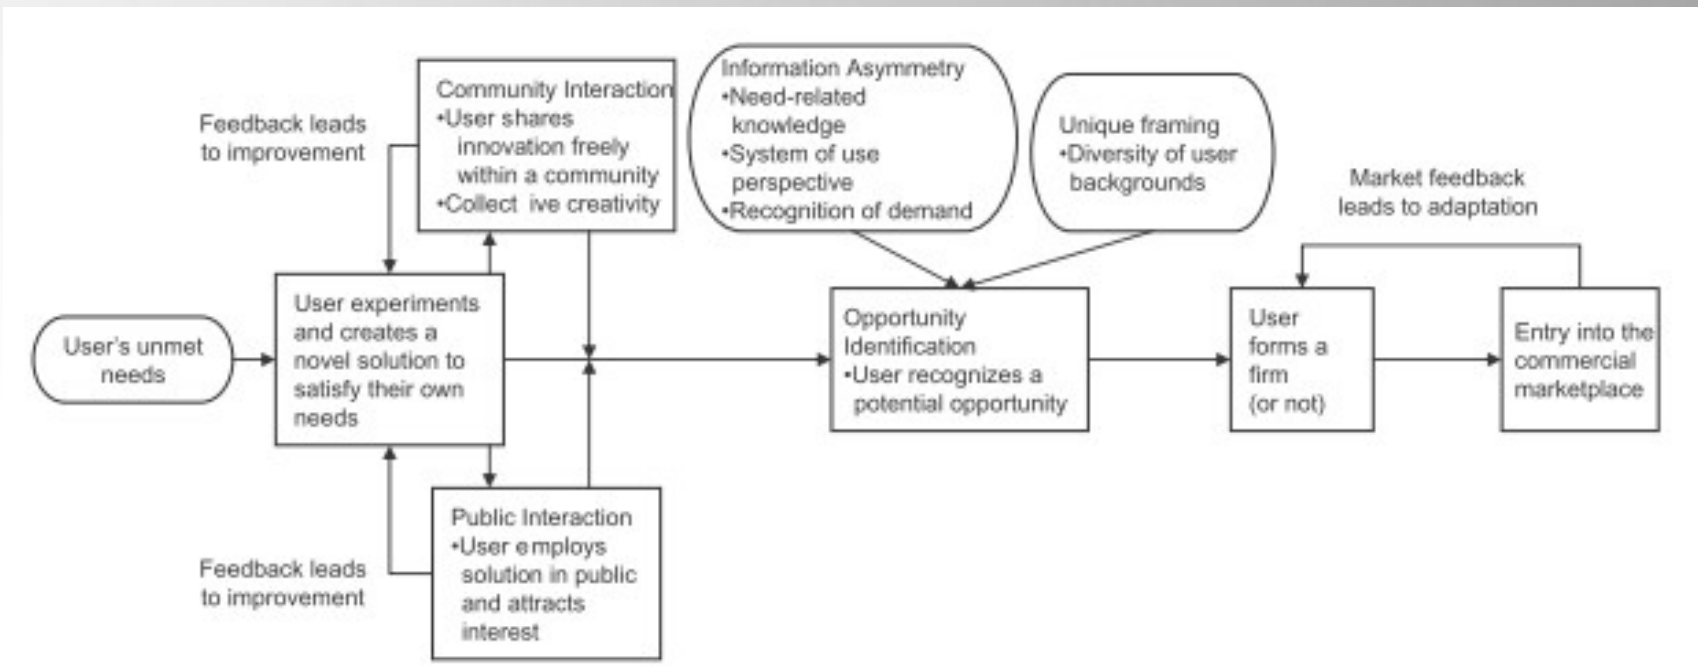 Feedback leads
to improvement
Community Interaction
•User shares
innovation freely
within a community
•Collect ive creativity
Information Asymmetry
•Need-related
knowledge
•System of use
perspective
•Recognition of demand
Unique framing
•Diversity of user
backgrounds
Market feedback
leads to adaptation
User's unmet
needs
User experiments
and creates a
novel solution to
satisfy their own
needs
Opportunity
Identification
•User recognizes a
potential opportunity
User
forms a
firm
(or not)
Entry into the
commercial
marketplace
Feedback leads
to improvement
Public Interaction
•User employs
solution in public
and attracts
interest